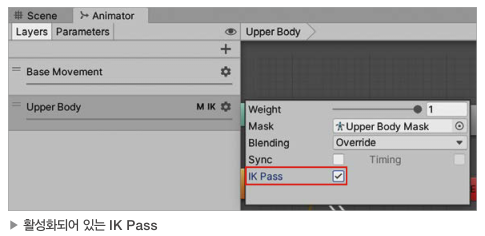 Scene Animator
Layers Parameters Upper Body
Base Movement
Upper Body M IK
Weight 1
Mask Upper Body Mask
Blending Override
Sync Timing
IK Pass
▶ 활성화되어 있는 IK Pass